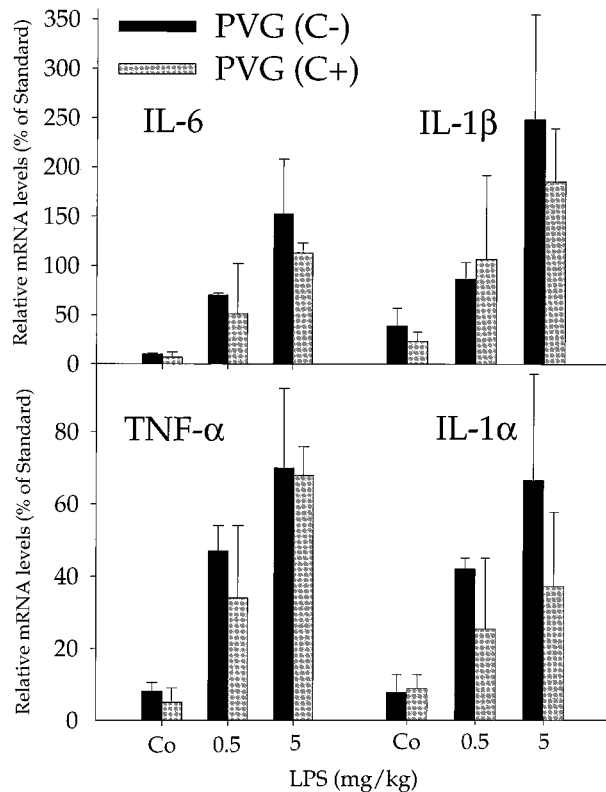 PVG (C-)
PVG (C+)
IL-6
IL-1β
Relative mRNA levels (% of Standard)
350
300
250
200
150
100
50
0
TNF-α
IL-1α
Relative mRNA levels (% of Standard)
80
60
40
20
0
Co 0.5 5 Co 0.5 5
LPS (mg/kg)